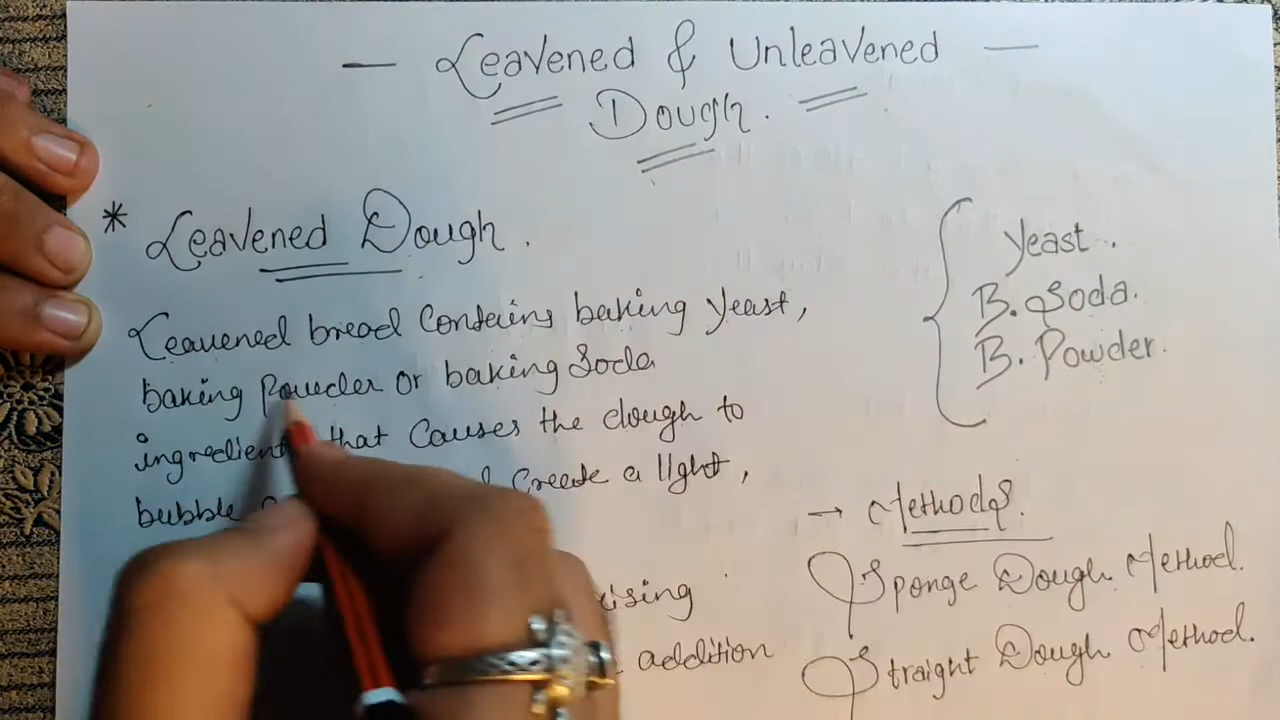 — Leavened & Unleavened —
Dough.
* Leavened Dough.
Leavened bread Contains baking yeast,
baking Powder or baking Soda
ingredient that Causes the dough to
bubble Create a light,
rising
addition
Yeast.
B. Soda.
B. Powder.
→ Methods.
Sponge Dough Method.
Straight Dough Method.